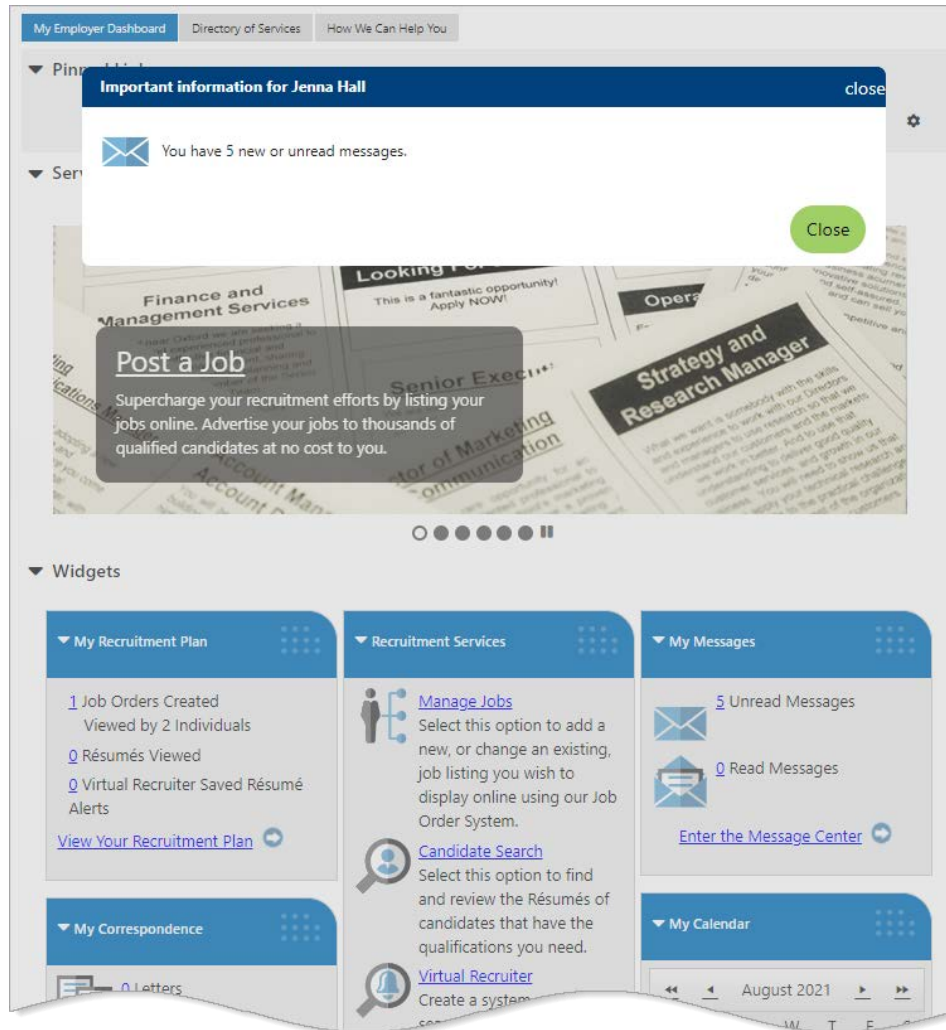 My Employer Dashboard Directory of Services How We Can Help You
Important information for Jenna Hall close
You have 5 new or unread messages.
Close
Finance and
Management Services
This is a fantastic opportunity!
Apply NOW!
Strategy and
Research Manager
Post a Job
Supercharge your recruitment efforts by listing your
jobs online. Advertise your jobs to thousands of
qualified candidates at no cost to you.
Widgets
My Recruitment Plan
1 Job Orders Created
Viewed by 2 Individuals
0 Résumés Viewed
0 Virtual Recruiter Saved Résumé
Alerts
View Your Recruitment Plan
My Correspondence
0 Letters
Recruitment Services
Manage Jobs
Select this option to add a
new, or change an existing,
job listing you wish to
display online using our Job
Order System.
Candidate Search
Select this option to find
and review the Résumés of
candidates that have the
qualifications you need.
Virtual Recruiter
Create a system
My Messages
5 Unread Messages
0 Read Messages
Enter the Message Center
My Calendar
August 2021
W T F